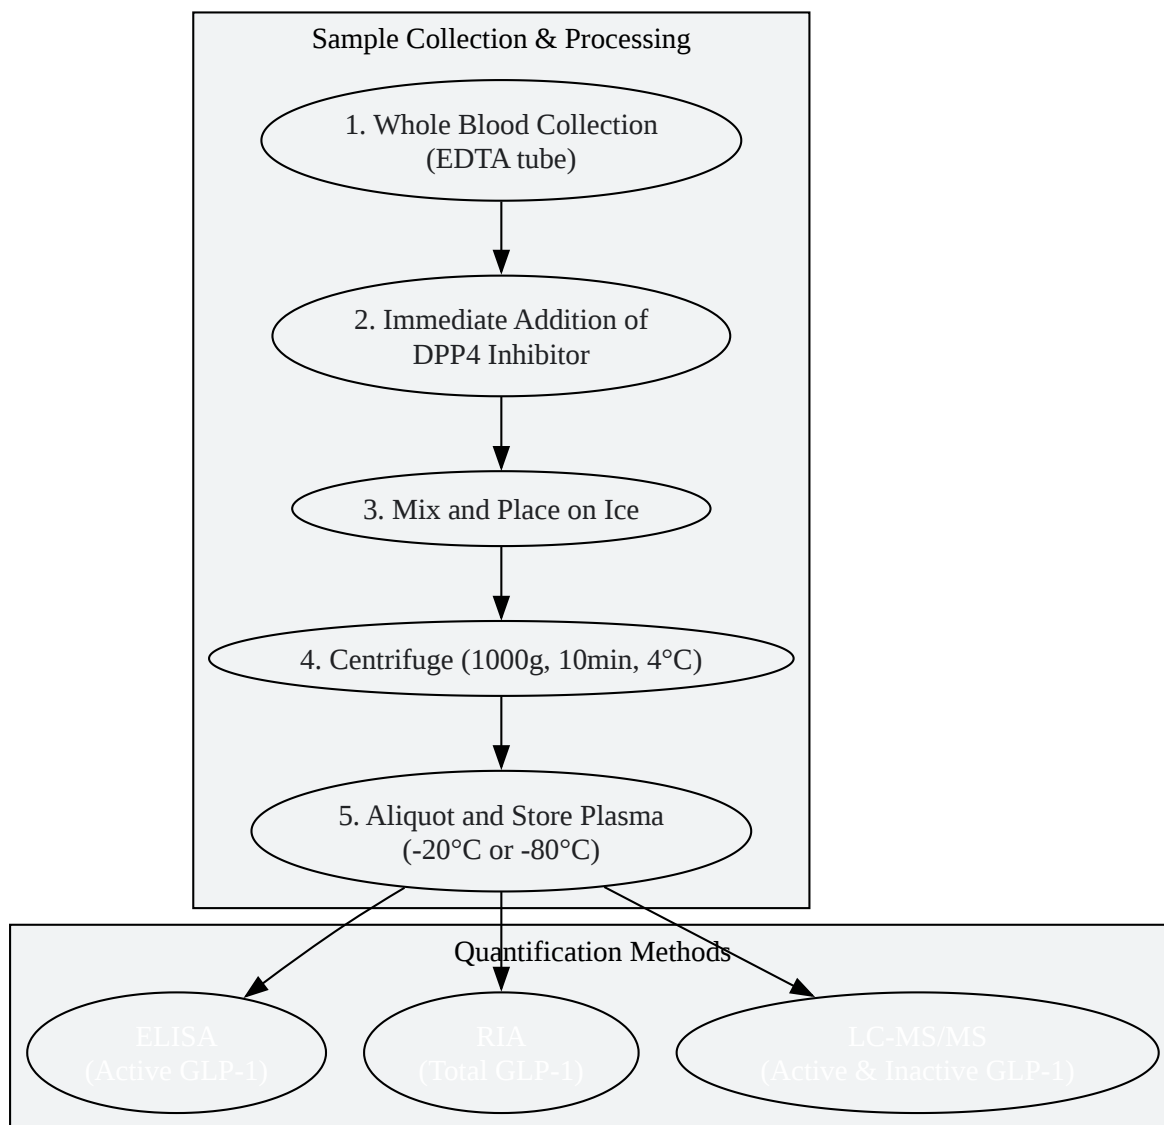 Sample Collection & Processing
1. Whole Blood Collection
(EDTA tube)
2. Immediate Addition of
DPP4 Inhibitor
3. Mix and Place on Ice
4. Centrifuge (1000g, 10min, 4°C)
5. Aliquot and Store Plasma
(-20°C or -80°C)
Quantification Methods
ELISA
(Active GLP-1)
RIA
(Total GLP-1)
LC-MS/MS
(Active & Inactive GLP-1)